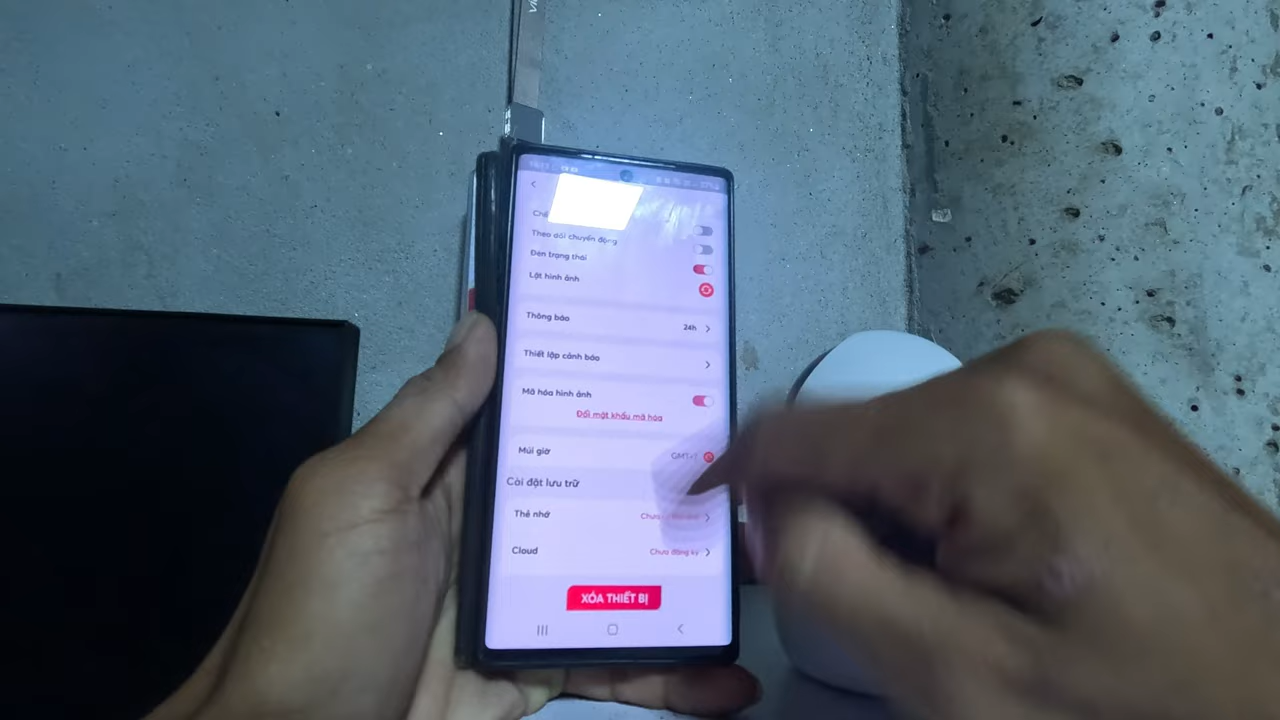 Theo dõi chuyển động
Đèn trạng thái
Lật hình ảnh
Thông báo
24h
Thiết lập cảnh báo
Mã hóa hình ảnh
Đổi mật khẩu mã hóa
Múi giờ
Cài đặt lưu trữ
Thẻ nhớ
Cloud
Chưa đăng ký
XÓA THIẾT BỊ